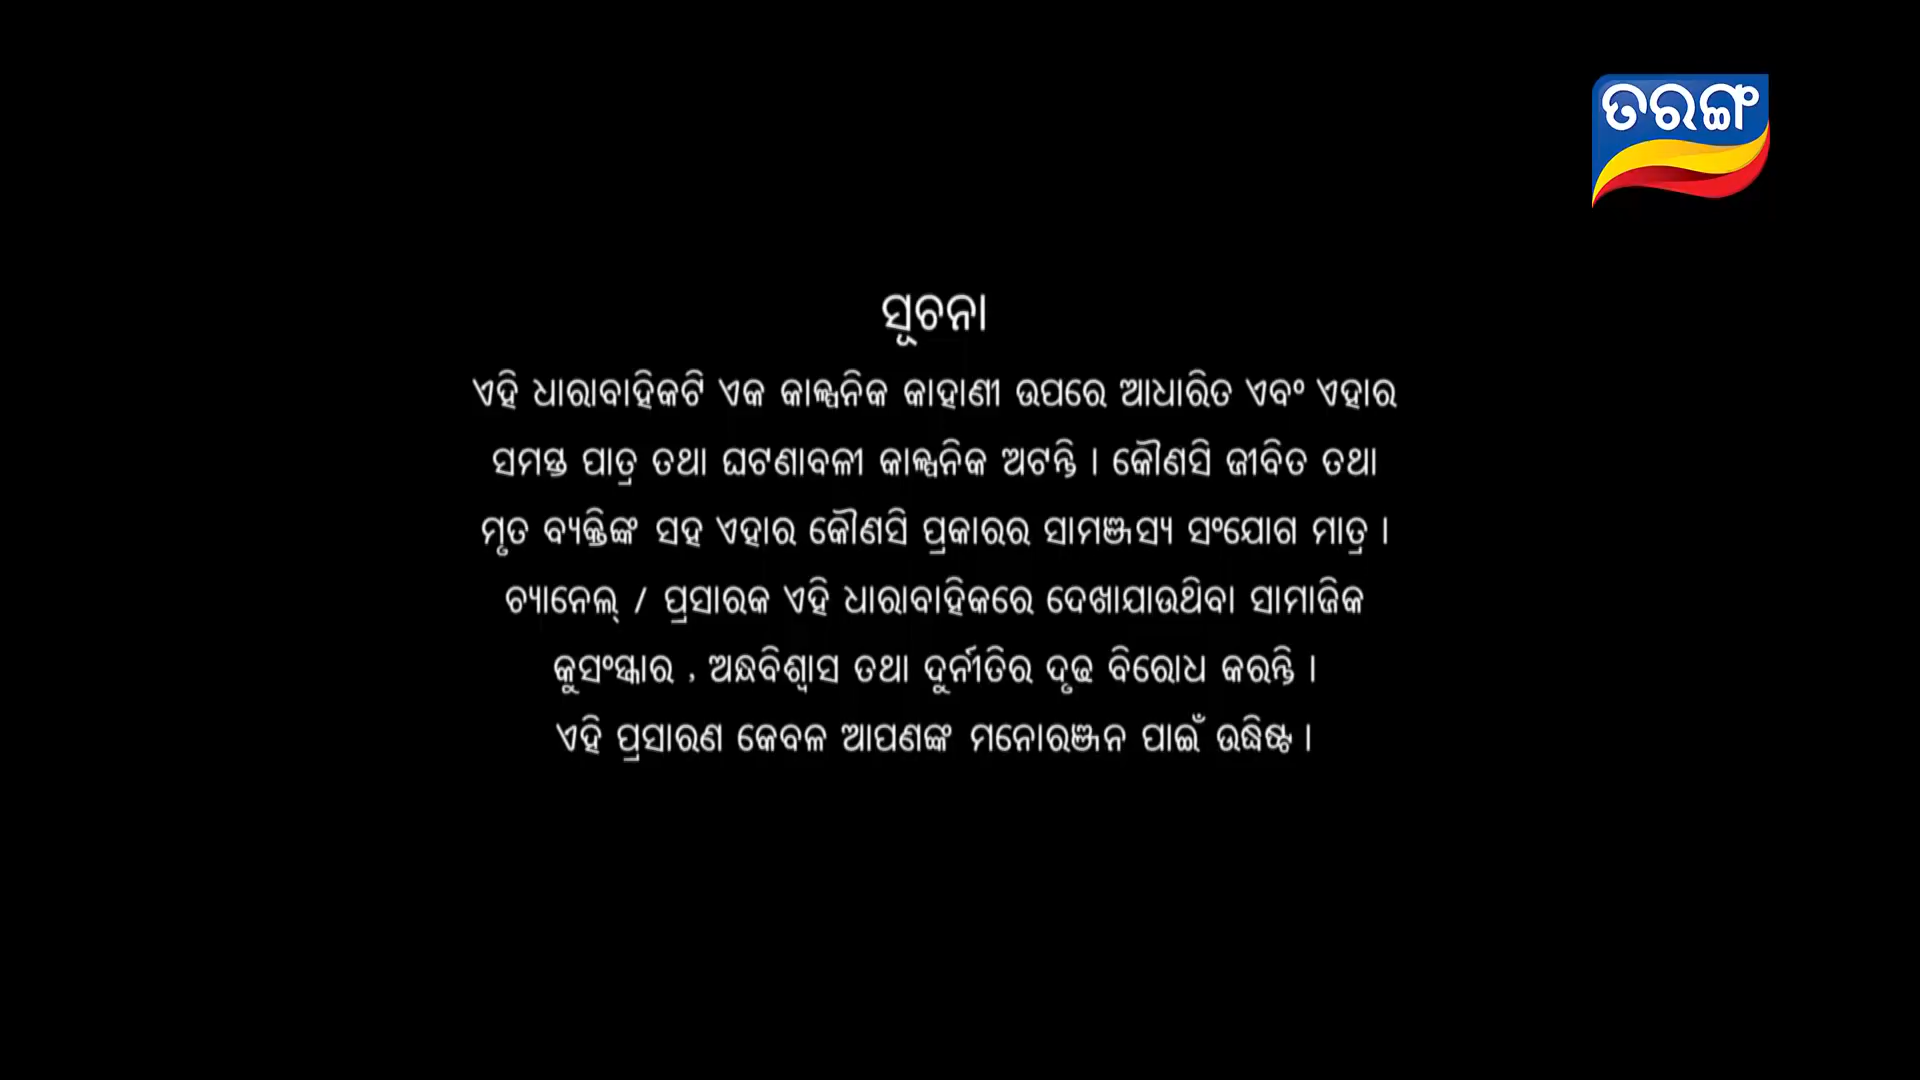 ତରଙ୍ଗ
ସୂଚନା
ଏହି ଧାରାବାହିକଟି ଏକ କାଳ୍ପନିକ କାହାଣୀ ଉପରେ ଆଧାରିତ ଏବଂ ଏହାର
ସମସ୍ତ ପାତ୍ର ତଥା ଘଟଣାବଳୀ କାଳ୍ପନିକ ଅଟନ୍ତି । କୌଣସି ଜୀବିତ ତଥା
ମୃତ ବ୍ୟକ୍ତିଙ୍କ ସହ ଏହାର କୌଣସି ପ୍ରକାରର ସାମଞ୍ଜସ୍ୟ ସଂଯୋଗ ମାତ୍ର ।
ଚ୍ୟାନେଲ୍ / ପ୍ରସାରକ ଏହି ଧାରାବାହିକରେ ଦେଖାଯାଉଥିବା ସାମାଜିକ
କୁସଂସ୍କାର , ଅନ୍ଧବିଶ୍ୱାସ ତଥା ଦୁର୍ନୀତିର ଦୃଢ ବିରୋଧ କରନ୍ତି ।
ଏହି ପ୍ରସାରଣ କେବଳ ଆପଣଙ୍କ ମନୋରଞ୍ଜନ ପାଇଁ ଉଦ୍ଧିଷ୍ଟ ।